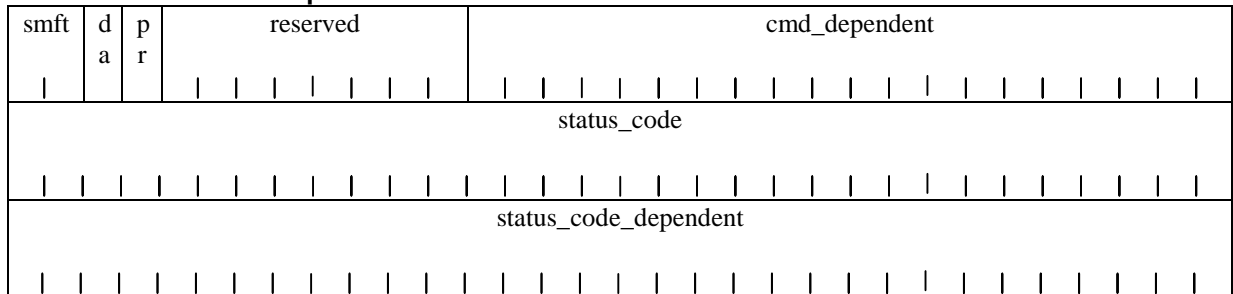 smft d p reserved cmd_dependent
a r
status_code
status_code_dependent